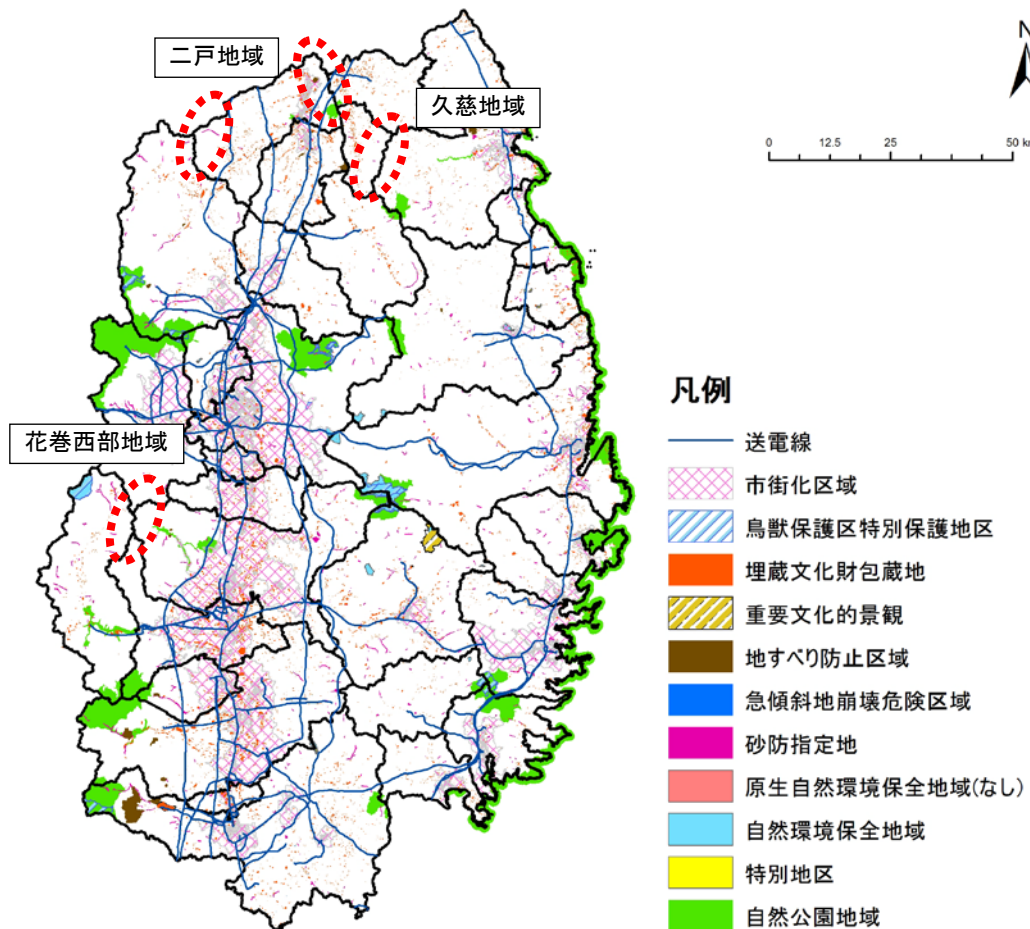 二戸地域
久慈地域
花巻西部地域
N
0 12.5 25 50 km
凡例
送電線
市街化区域
鳥獣保護区特別保護地区
埋蔵文化財包蔵地
重要文化的景観
地すべり防止区域
急傾斜地崩壊危険区域
砂防指定地
原生自然環境保全地域(なし)
自然環境保全地域
特別地区
自然公園地域